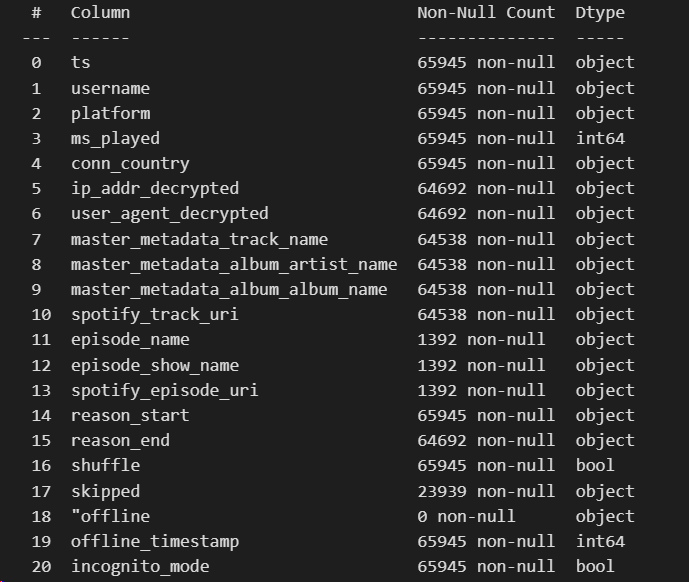 # Column Non-Null Count Dtype
--- ------ -------------- -----
0 ts 65945 non-null object
1 username 65945 non-null object
2 platform 65945 non-null object
3 ms_played 65945 non-null int64
4 conn_country 65945 non-null object
5 ip_addr_decrypted 64692 non-null object
6 user_agent_decrypted 64692 non-null object
7 master_metadata_track_name 64538 non-null object
8 master_metadata_album_artist_name 64538 non-null object
9 master_metadata_album_album_name 64538 non-null object
10 spotify_track_uri 64538 non-null object
11 episode_name 1392 non-null object
12 episode_show_name 1392 non-null object
13 spotify_episode_uri 1392 non-null object
14 reason_start 65945 non-null object
15 reason_end 64692 non-null object
16 shuffle 65945 non-null bool
17 skipped 23939 non-null object
18 "offline 0 non-null object
19 offline_timestamp 65945 non-null int64
20 incognito_mode 65945 non-null bool